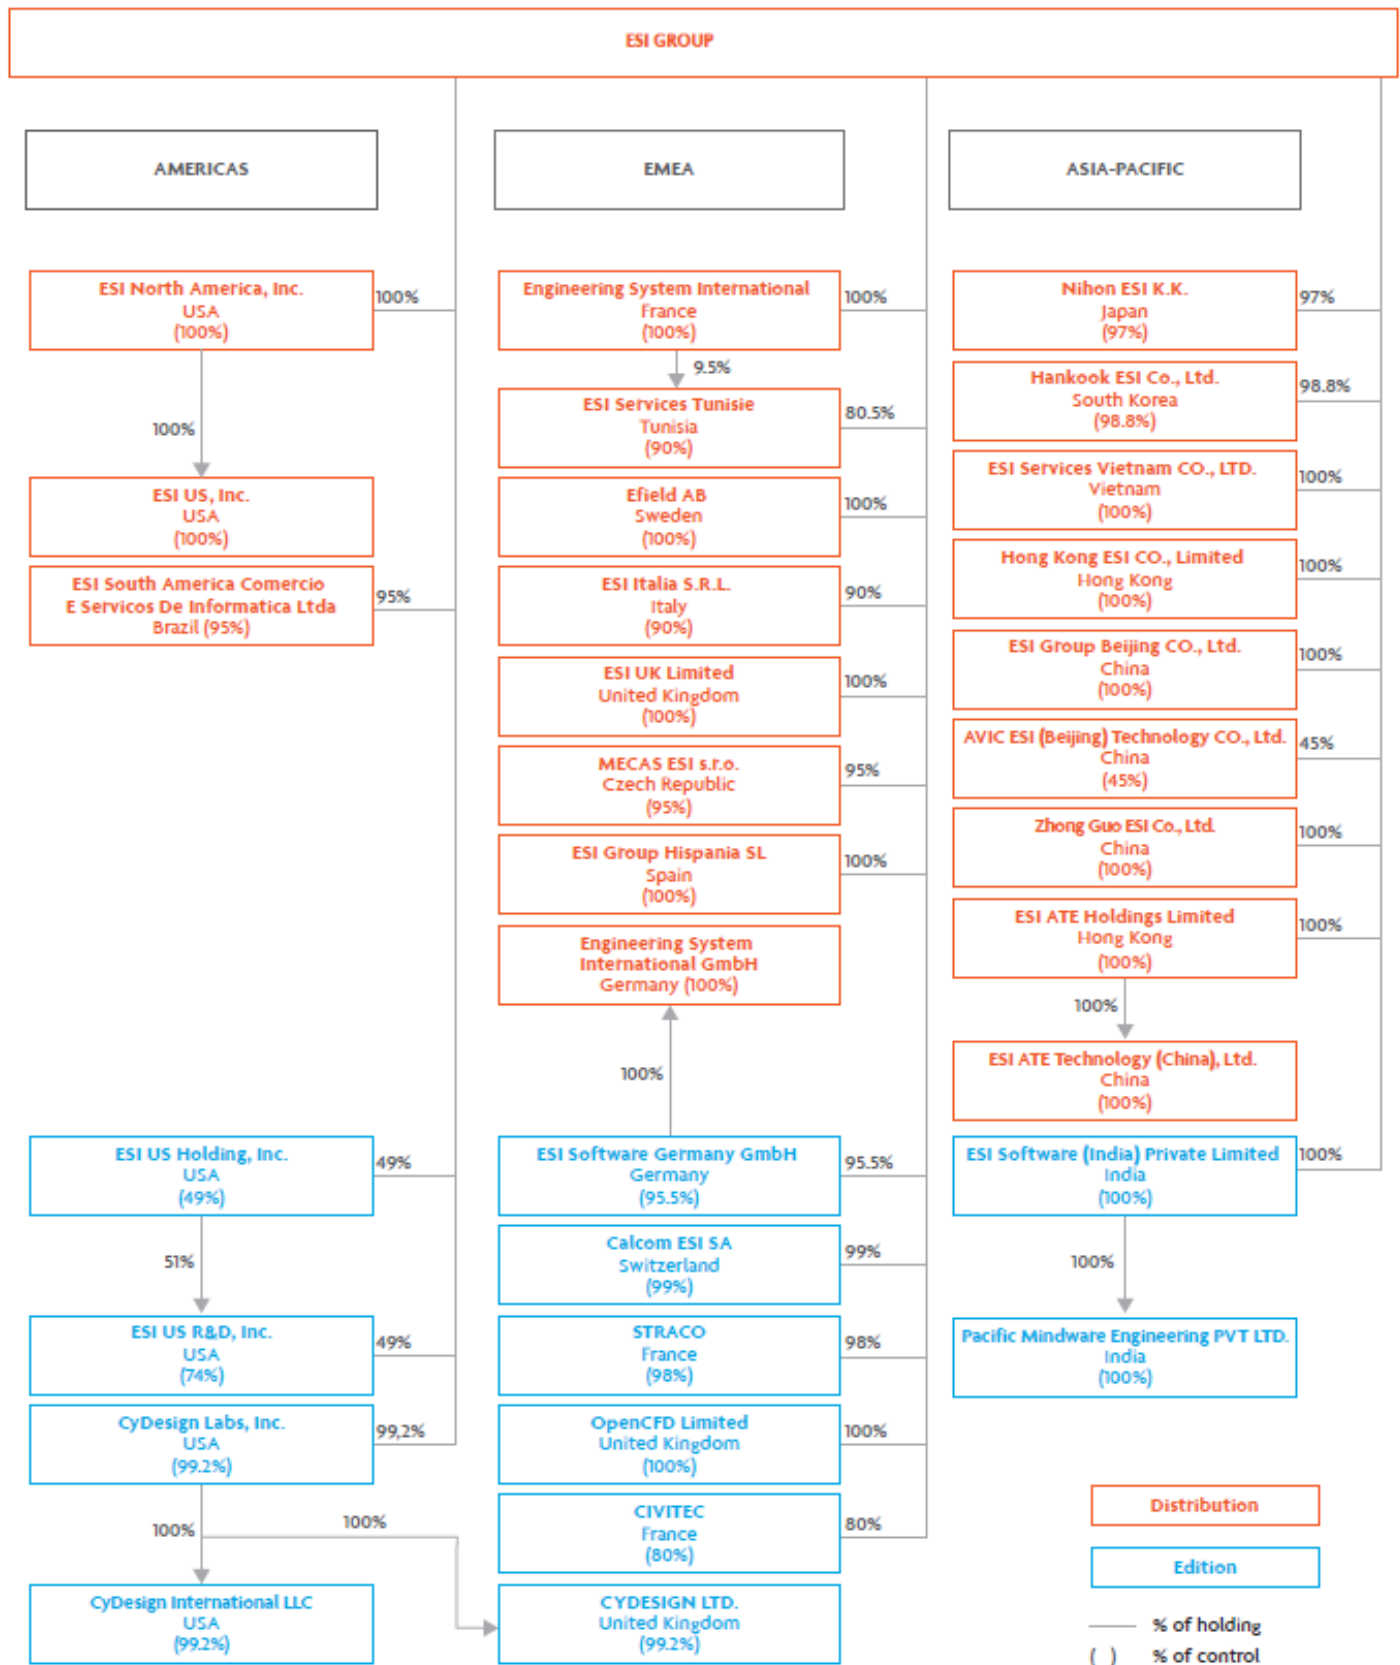 ESI GROUP
AMERICAS
ESI North America, Inc.
USA
(100%)
100%
100%
ESI US, Inc.
USA
(100%)
ESI South America Comercio
E Servicos De Informatica Ltda
Brazil (95%)
95%
ESI US Holding, Inc.
USA
(49%)
49%
51%
ESI US R&D, Inc.
USA
(74%)
49%
CyDesign Labs, Inc.
USA
(99.2%)
99,2%
100%
100%
CyDesign International LLC
USA
(99.2%)
EMEA
Engineering System International
France
(100%)
100%
9.5%
ESI Services Tunisie
Tunisia
(90%)
80.5%
Efield AB
Sweden
(100%)
100%
ESI Italia S.R.L.
Italy
(90%)
90%
ESI UK Limited
United Kingdom
(100%)
100%
MECAS ESI s.r.o.
Czech Republic
(95%)
95%
ESI Group Hispania SL
Spain
(100%)
100%
Engineering System
International GmbH
Germany (100%)
100%
ESI Software Germany GmbH
Germany
(95.5%)
95.5%
Calcom ESI SA
Switzerland
(99%)
99%
STRACO
France
(98%)
98%
OpenCFD Limited
United Kingdom
(100%)
100%
CIVITEC
France
(80%)
80%
CYDESIGN LTD.
United Kingdom
(99.2%)
ASIA-PACIFIC
Nihon ESI K.K.
Japan
(97%)
97%
Hankook ESI Co., Ltd.
South Korea
(98.8%)
98.8%
ESI Services Vietnam CO., LTD.
Vietnam
(100%)
100%
Hong Kong ESI CO., Limited
Hong Kong
(100%)
100%
ESI Group Beijing CO., Ltd.
China
(100%)
100%
AVIC ESI (Beijing) Technology CO., Ltd.
China
(45%)
45%
Zhong Guo ESI Co., Ltd.
China
(100%)
100%
ESI ATE Holdings Limited
Hong Kong
(100%)
100%
100%
ESI ATE Technology (China), Ltd.
China
(100%)
ESI Software (India) Private Limited
India
(100%)
100%
100%
Pacific Mindware Engineering PVT LTD.
India
(100%)
Distribution
Edition
% of holding
( ) % of control